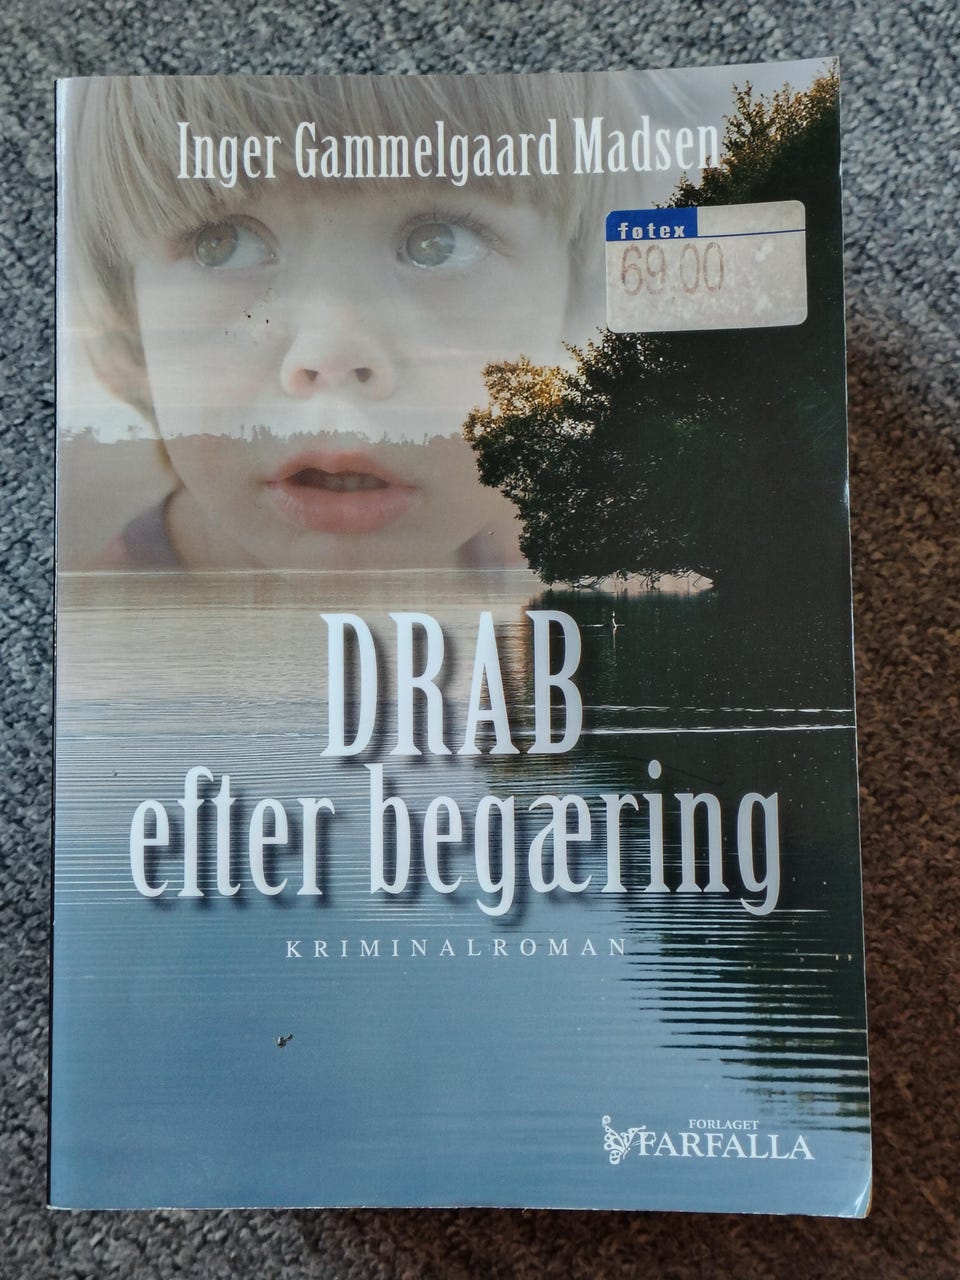 Inger Gammelgaard Madsen
føtex
69.00
DRAB
efter begæring
KRIMINALROMAN
FORLAGET
FARFALLA